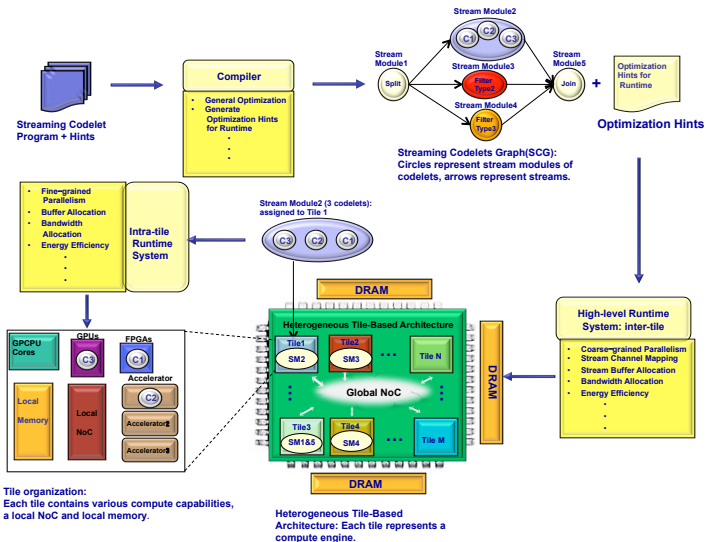 Streaming Codelet
Program + Hints
Compiler
• General Optimization
• Generate
Optimization Hints
for Runtime
Stream
Module1
Split
Stream Module2
C1
C2
C3
Stream Module3
Filter
Type2
Stream Module4
Filter
Type3
Stream
Module5
Join
+
Optimization
Hints for
Runtime
Optimization Hints
Streaming Codelets Graph(SCG):
Circles represent stream modules of
codelets, arrows represent streams.
• Fine-grained
Parallelism
• Buffer Allocation
• Bandwidth
Allocation
• Energy Efficiency
Intra-tile
Runtime
System
Stream Module2 (3 codelets):
assigned to Tile 1
C3
C2
C1
High-level Runtime
System: inter-tile
• Coarse-grained Parallelism
• Stream Channel Mapping
• Stream Buffer Allocation
• Bandwidth Allocation
• Energy Efficiency
DRAM
DRAM
DRAM
Heterogeneous Tile-Based Architecture
Tile1
SM2
Tile2
SM3
Tile N
Global NoC
Tile3
SM1&5
Tile4
SM4
Tile M
GPCPU
Cores
GPUs
C3
FPGAs
C1
Accelerator
C2
Local
Memory
Local
NoC
Accelerator2
Accelerator3
Tile organization:
Each tile contains various compute capabilities,
a local NoC and local memory.
Heterogeneous Tile-Based
Architecture: Each tile represents a
compute engine.